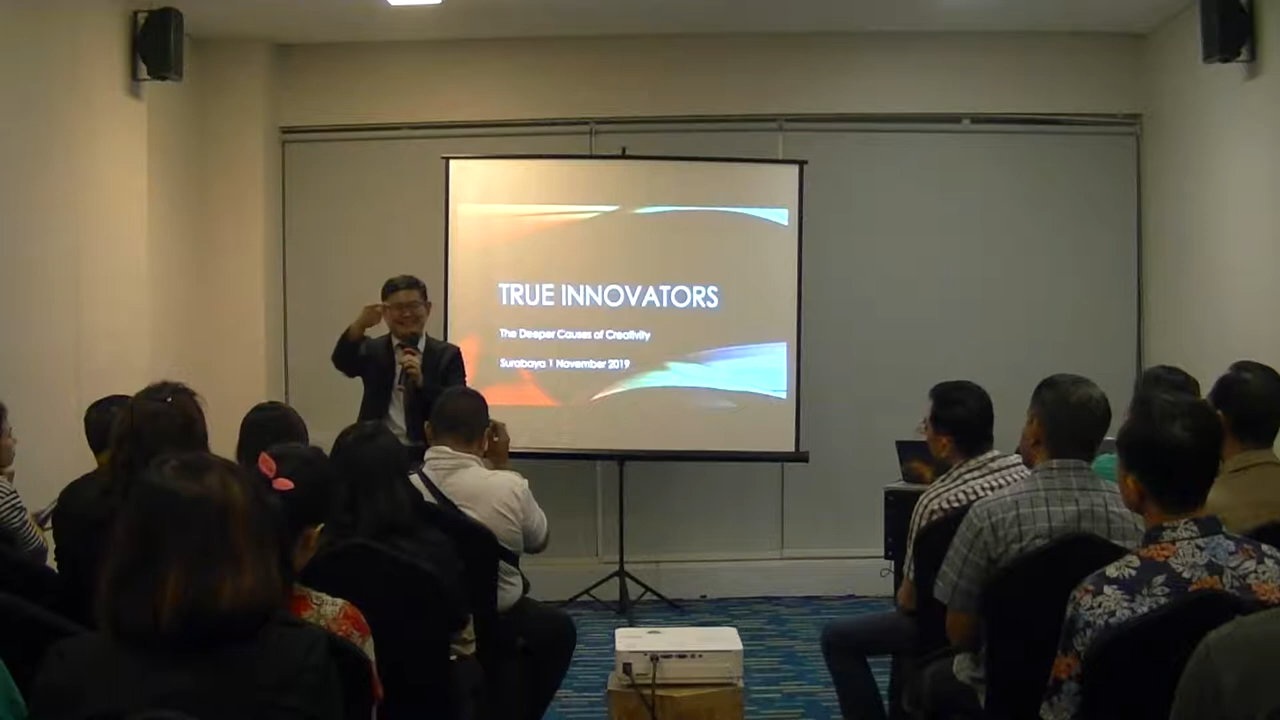 TRUE INNOVATORS
The Deeper Causes of Creativity
Surabaya 1 November 2019